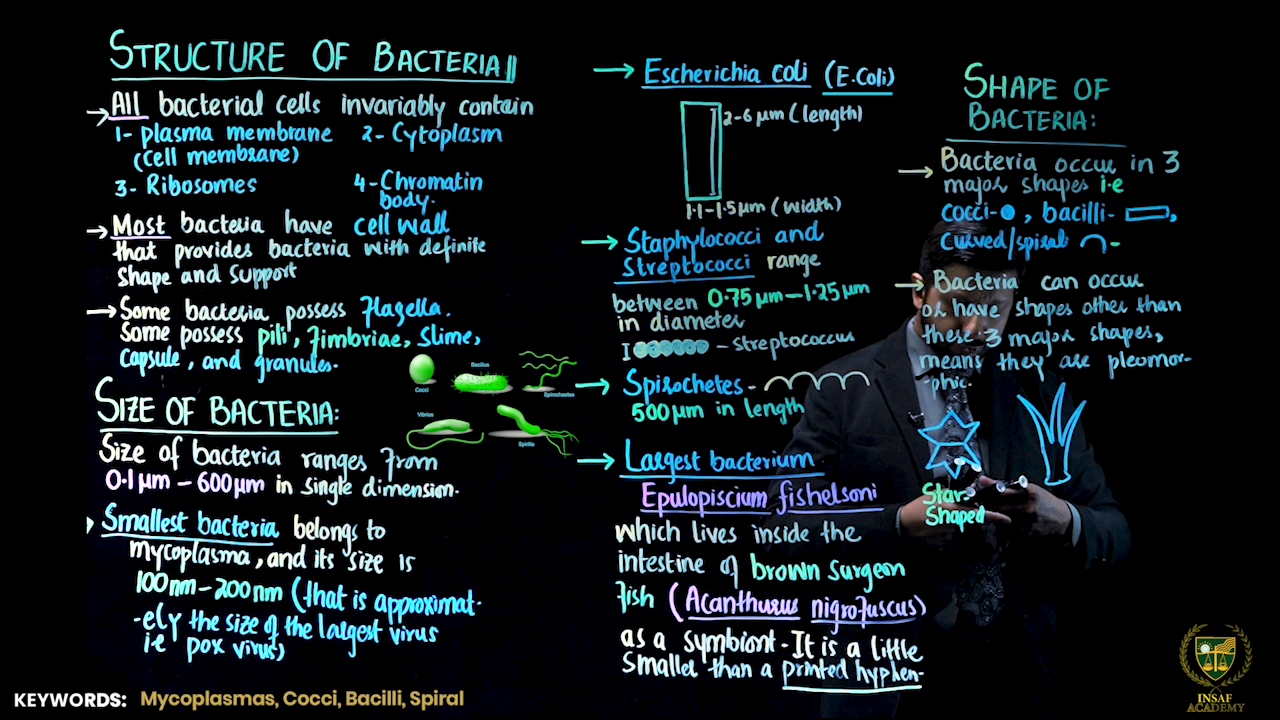 STRUCTURE OF BACTERIA
→ All bacterial cells invariably contain
1- plasma membrane 2- Cytoplasm
(cell membrane)
3- Ribosomes 4- Chromatin
body.
→ Most bacteria have cell wall
that provides bacteria with definite
shape and support
→ Some bacteria possess flagella.
Some possess pili, fimbriae, slime,
capsule, and granules.
Cocci
Bacillus
Spirochaetes
Vibrios
Spirilla
SIZE OF BACTERIA:
Size of bacteria ranges from
0.1 μm – 600 μm in single dimension.
Smallest bacteria belongs to
mycoplasma, and its size is
100nm – 200nm (that is approximat-
-ely the size of the largest virus
i.e pox virus)
→ Escherichia coli (E.Coli)
2-6 μm (length)
1.1-1.5 μm (width)
→ Staphylococci and
Streptococci range
between 0.75 μm – 1.25 μm
in diameter
- streptococcus
→ Spirochetes -
500 μm in length
→ Largest bacterium
Epulopiscium fishelsoni
which lives inside the
intestine of brown surgeon
fish (Acanthurus nigrofuscus)
as a symbiont - It is a little
smaller than a printed hyphen-
SHAPE OF
BACTERIA:
→ Bacteria occur in 3
major shapes i.e
cocci- , bacilli- ,
curved/spiral
→ Bacteria can occur
or have shapes other than
these 3 major shapes,
means they are pleomor-
-phic.
Star-
Shaped
KEYWORDS: Mycoplasmas, Cocci, Bacilli, Spiral
INSAF
ACADEMY